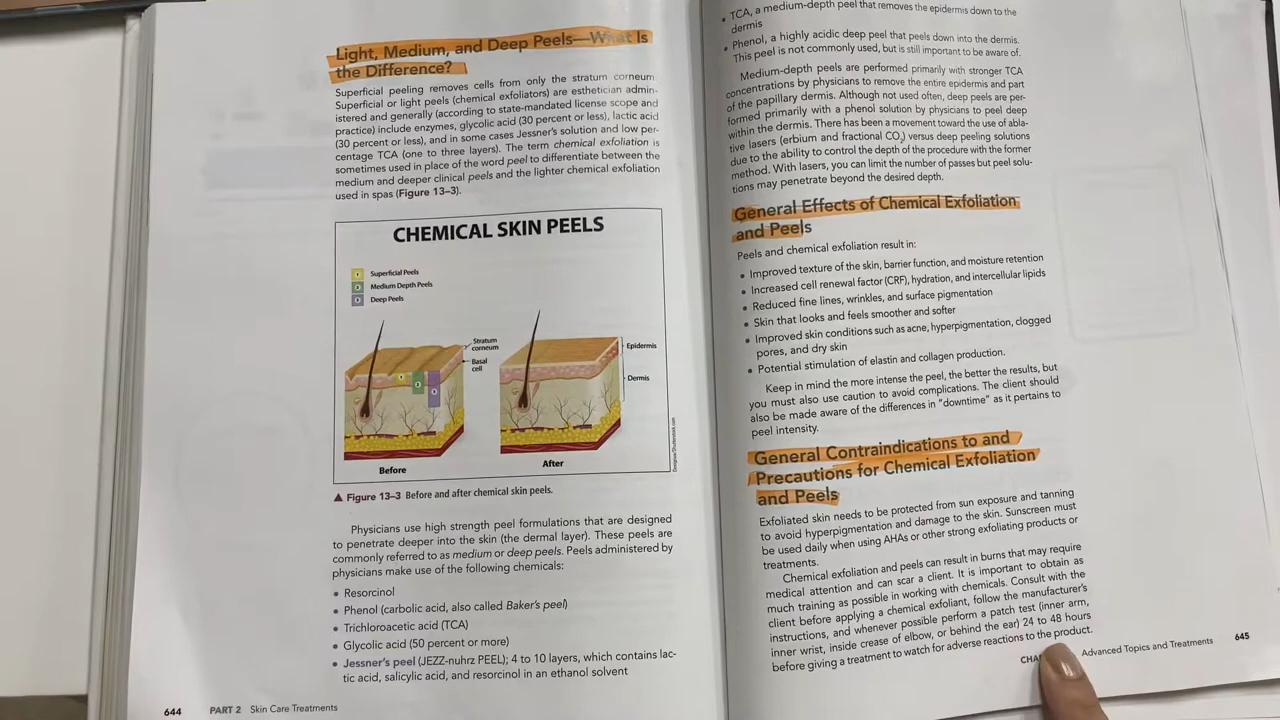 Light, Medium, and Deep Peels—What Is
the Difference?
Superficial peeling removes cells from only the stratum corneum.
Superficial or light peels (chemical exfoliators) are esthetician admin-
istered and generally (according to state-mandated license scope and
practice) include enzymes, glycolic acid (30 percent or less), lactic acid
(30 percent or less), and in some cases Jessner's solution and low per-
centage TCA (one to three layers). The term chemical exfoliation is
sometimes used in place of the word peel to differentiate between the
medium and deeper clinical peels and the lighter chemical exfoliation
used in spas (Figure 13–3).
CHEMICAL SKIN PEELS
1 Superficial Peels
2 Medium Depth Peels
3 Deep Peels
Stratum
corneum
Basal
cell
1
2
3
Epidermis
Dermis
Before
After
Designua/Shutterstock.com
▲ Figure 13–3 Before and after chemical skin peels.
Physicians use high strength peel formulations that are designed
to penetrate deeper into the skin (the dermal layer). These peels are
commonly referred to as medium or deep peels. Peels administered by
physicians make use of the following chemicals:
• Resorcinol
• Phenol (carbolic acid, also called Baker's peel)
• Trichloroacetic acid (TCA)
• Glycolic acid (50 percent or more)
• Jessner's peel (JEZZ-nuhrz PEEL); 4 to 10 layers, which contains lac-
tic acid, salicylic acid, and resorcinol in an ethanol solvent
644 PART 2 Skin Care Treatments
• TCA, a medium-depth peel that removes the epidermis down to the
dermis
• Phenol, a highly acidic deep peel that peels down into the dermis.
This peel is not commonly used, but is still important to be aware of.
Medium-depth peels are performed primarily with stronger TCA
concentrations by physicians to remove the entire epidermis and part
of the papillary dermis. Although not used often, deep peels are per-
formed primarily with a phenol solution by physicians to peel deep
within the dermis. There has been a movement toward the use of abla-
tive lasers (erbium and fractional CO2) versus deep peeling solutions
due to the ability to control the depth of the procedure with the former
method. With lasers, you can limit the number of passes but peel solu-
tions may penetrate beyond the desired depth.
General Effects of Chemical Exfoliation
and Peels
Peels and chemical exfoliation result in:
• Improved texture of the skin, barrier function, and moisture retention
• Increased cell renewal factor (CRF), hydration, and intercellular lipids
• Reduced fine lines, wrinkles, and surface pigmentation
• Skin that looks and feels smoother and softer
• Improved skin conditions such as acne, hyperpigmentation, clogged
pores, and dry skin
• Potential stimulation of elastin and collagen production.
Keep in mind the more intense the peel, the better the results, but
you must also use caution to avoid complications. The client should
also be made aware of the differences in "downtime" as it pertains to
peel intensity.
General Contraindications to and
Precautions for Chemical Exfoliation
and Peels
Exfoliated skin needs to be protected from sun exposure and tanning
to avoid hyperpigmentation and damage to the skin. Sunscreen must
be used daily when using AHAs or other strong exfoliating products or
treatments.
Chemical exfoliation and peels can result in burns that may require
medical attention and can scar a client. It is important to obtain as
much training as possible in working with chemicals. Consult with the
client before applying a chemical exfoliant, follow the manufacturer's
instructions, and whenever possible perform a patch test (inner arm,
inner wrist, inside crease of elbow, or behind the ear) 24 to 48 hours
before giving a treatment to watch for adverse reactions to the product.
Advanced Topics and Treatments 645